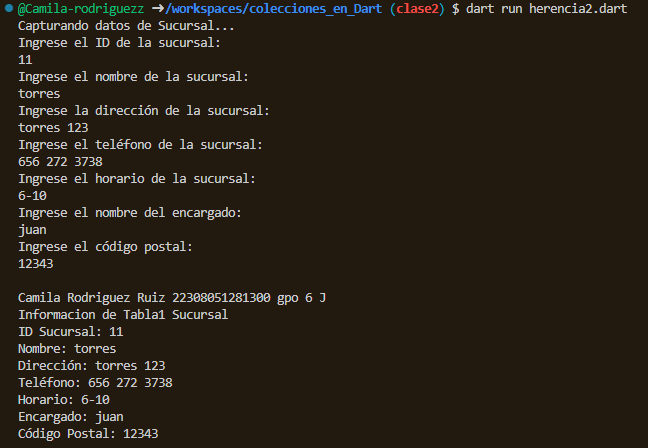 @Camila-rodriguezz ➜/workspaces/colecciones_en_Dart (clase2) $ dart run herencia2.dart
Capturando datos de Sucursal...
Ingrese el ID de la sucursal:
11
Ingrese el nombre de la sucursal:
torres
Ingrese la dirección de la sucursal:
torres 123
Ingrese el teléfono de la sucursal:
656 272 3738
Ingrese el horario de la sucursal:
6-10
Ingrese el nombre del encargado:
juan
Ingrese el código postal:
12343
Camila Rodriguez Ruiz 22308051281300 gpo 6 J
Informacion de Tabla1 Sucursal
ID Sucursal: 11
Nombre: torres
Dirección: torres 123
Teléfono: 656 272 3738
Horario: 6-10
Encargado: juan
Código Postal: 12343